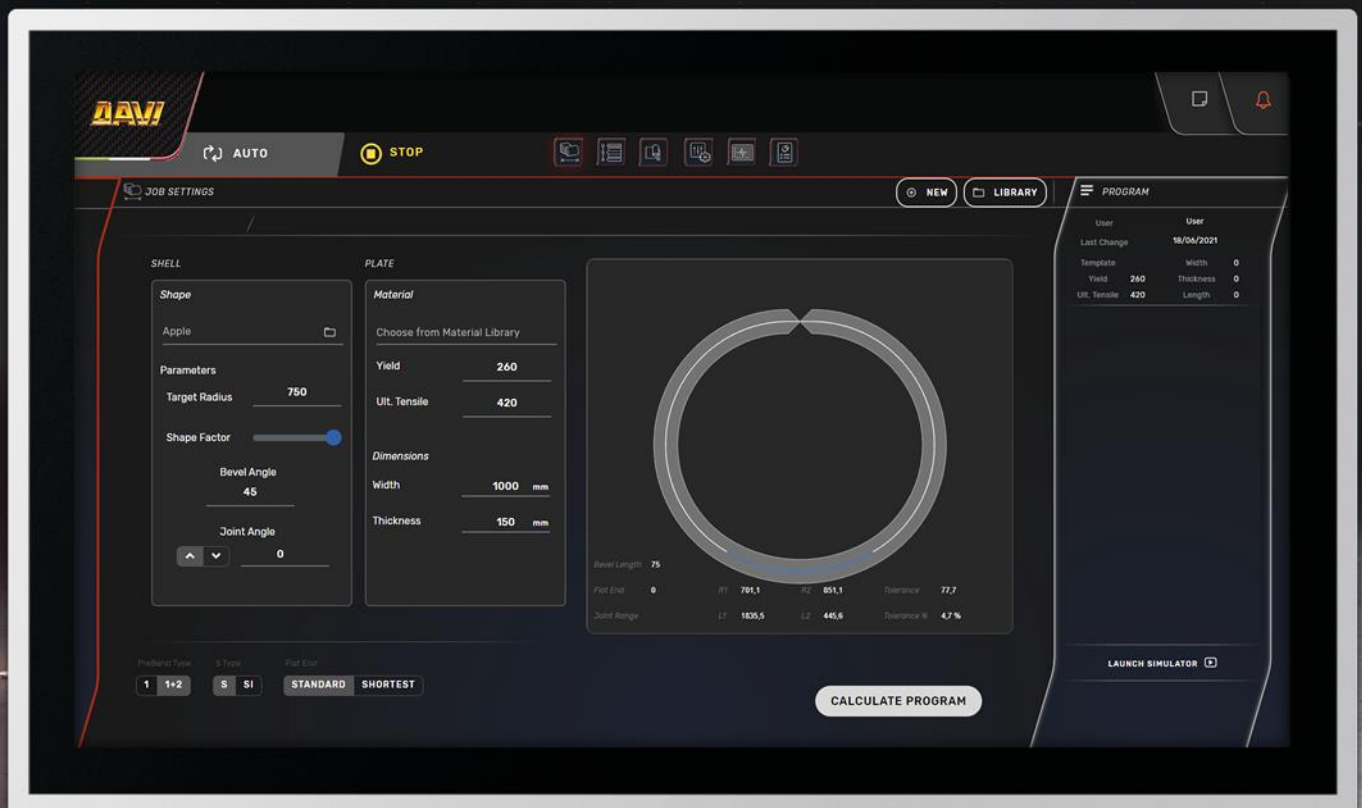 DAVI
AUTO
STOP
JOB SETTINGS
NEW
LIBRARY
PROGRAM
User User
Last Change 18/06/2021
Template Width 0
Yield 260 Thickness 0
Ult. Tensile 420 Length 0
SHELL
Shape
Apple
Parameters
Target Radius 750
Shape Factor
Bevel Angle
45
Joint Angle
0
PLATE
Material
Choose from Material Library
Yield 260
Ult. Tensile 420
Dimensions
Width 1000 mm
Thickness 150 mm
Bevel Length 75
Flat End 0 R1 701,1 R2 851,1 Tolerance 77,7
Joint Range L1 1835,5 L2 445,6 Tolerance % 4,7 %
PreBend Type S Type Flat End
1 1+2 S SI STANDARD SHORTEST
CALCULATE PROGRAM
LAUNCH SIMULATOR